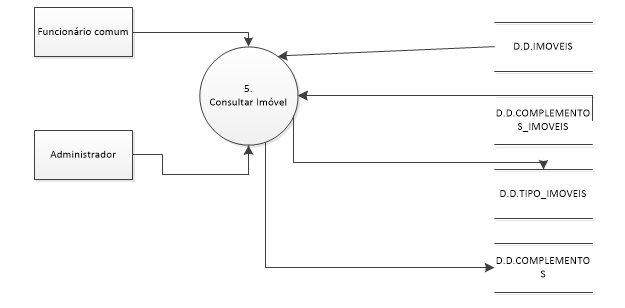 Funcionário comum
5.
Consultar Imóvel
Administrador
D.D.IMOVEIS
D.D.COMPLEMENTO
S_IMOVEIS
D.D.TIPO_IMOVEIS
D.D.COMPLEMENTO
S